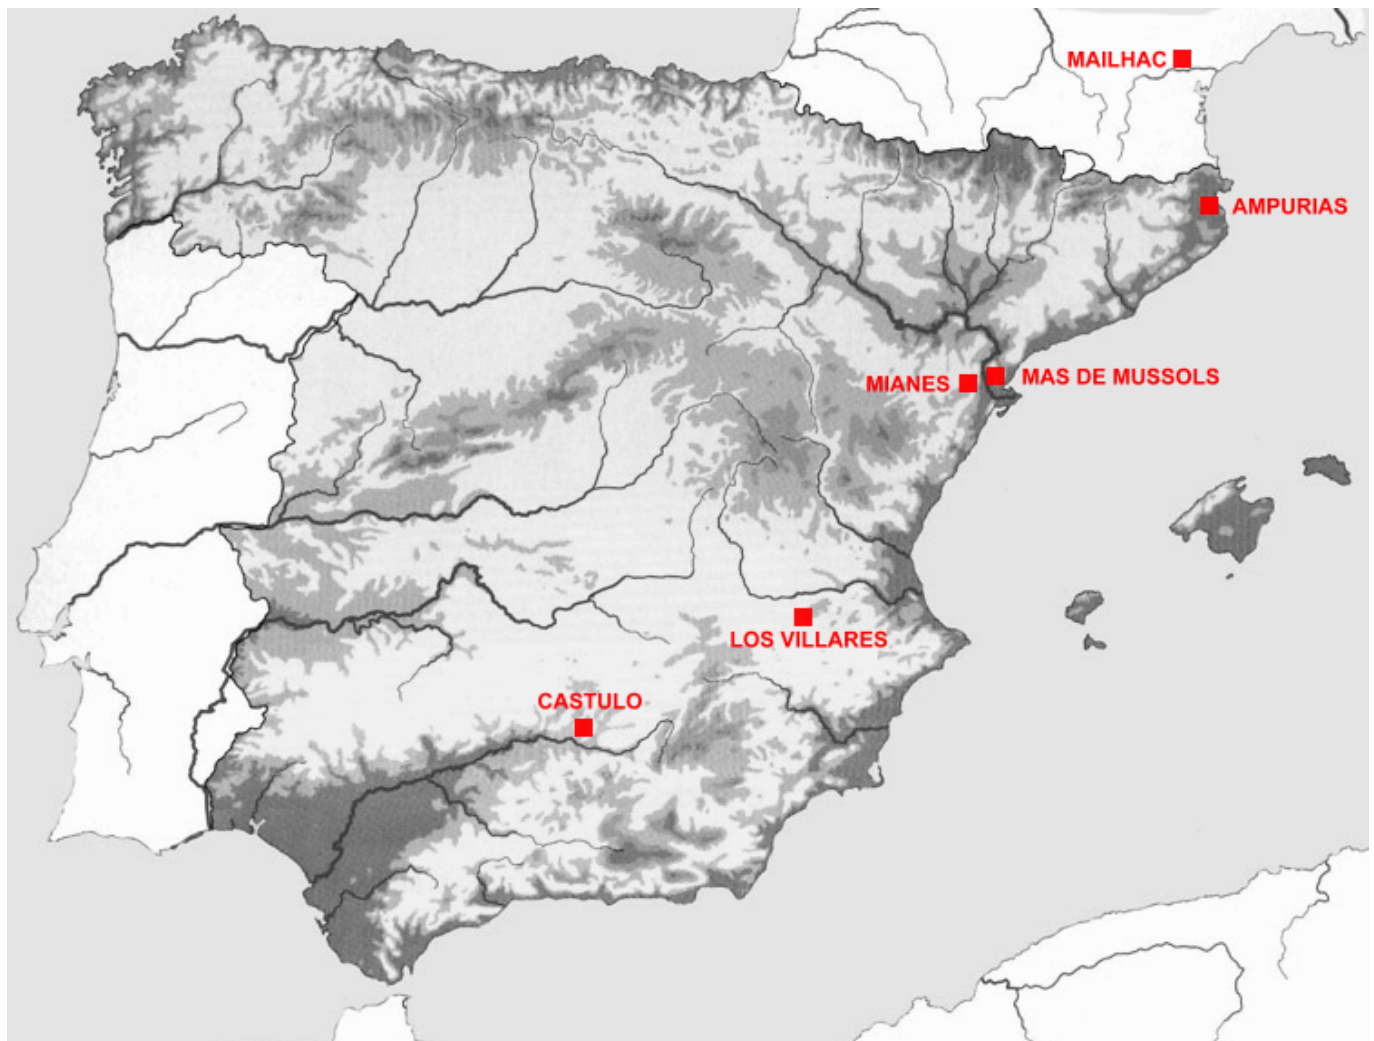 MAILHAC
AMPURIAS
MIANES
MAS DE MUSSOLS
LOS VILLARES
CASTULO